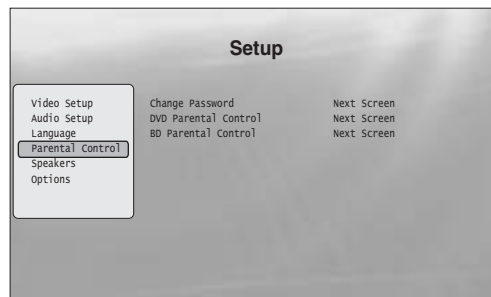 Setup
Video Setup
Audio Setup
Language
Parental Control
Speakers
Options
Change Password Next Screen
DVD Parental Control Next Screen
BD Parental Control Next Screen